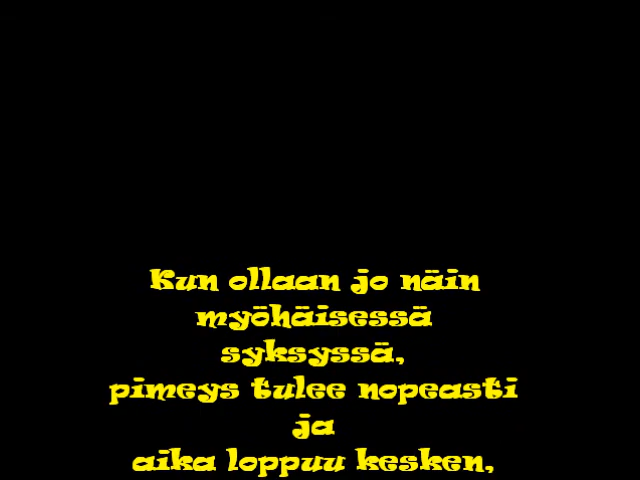 Kun ollaan jo näin
myöhäisessä
syksyssä,
pimeys tulee nopeasti
ja
aika loppuu kesken,